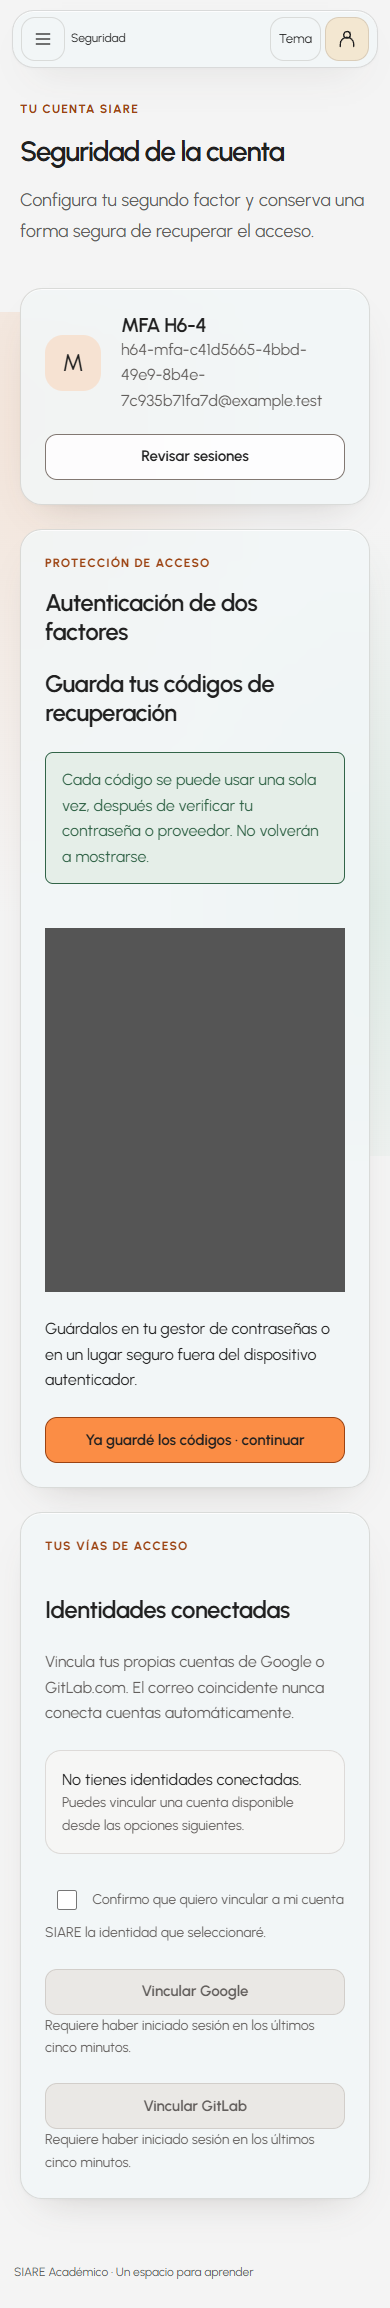 Seguridad
Tema
TU CUENTA SIARE
Seguridad de la cuenta
Configura tu segundo factor y conserva una
forma segura de recuperar el acceso.
M
MFA H6-4
h64-mfa-c41d5665-4bbd-
49e9-8b4e-
7c935b71fa7d@example.test
Revisar sesiones
PROTECCIÓN DE ACCESO
Autenticación de dos
factores
Guarda tus códigos de
recuperación
Cada código se puede usar una sola
vez, después de verificar tu
contraseña o proveedor. No volverán
a mostrarse.
Guárdalos en tu gestor de contraseñas o
en un lugar seguro fuera del dispositivo
autenticador.
Ya guardé los códigos · continuar
TUS VÍAS DE ACCESO
Identidades conectadas
Vincula tus propias cuentas de Google o
GitLab.com. El correo coincidente nunca
conecta cuentas automáticamente.
No tienes identidades conectadas.
Puedes vincular una cuenta disponible
desde las opciones siguientes.
Confirmo que quiero vincular a mi cuenta
SIARE la identidad que seleccionaré.
Vincular Google
Requiere haber iniciado sesión en los últimos
cinco minutos.
Vincular GitLab
Requiere haber iniciado sesión en los últimos
cinco minutos.
SIARE Académico · Un espacio para aprender